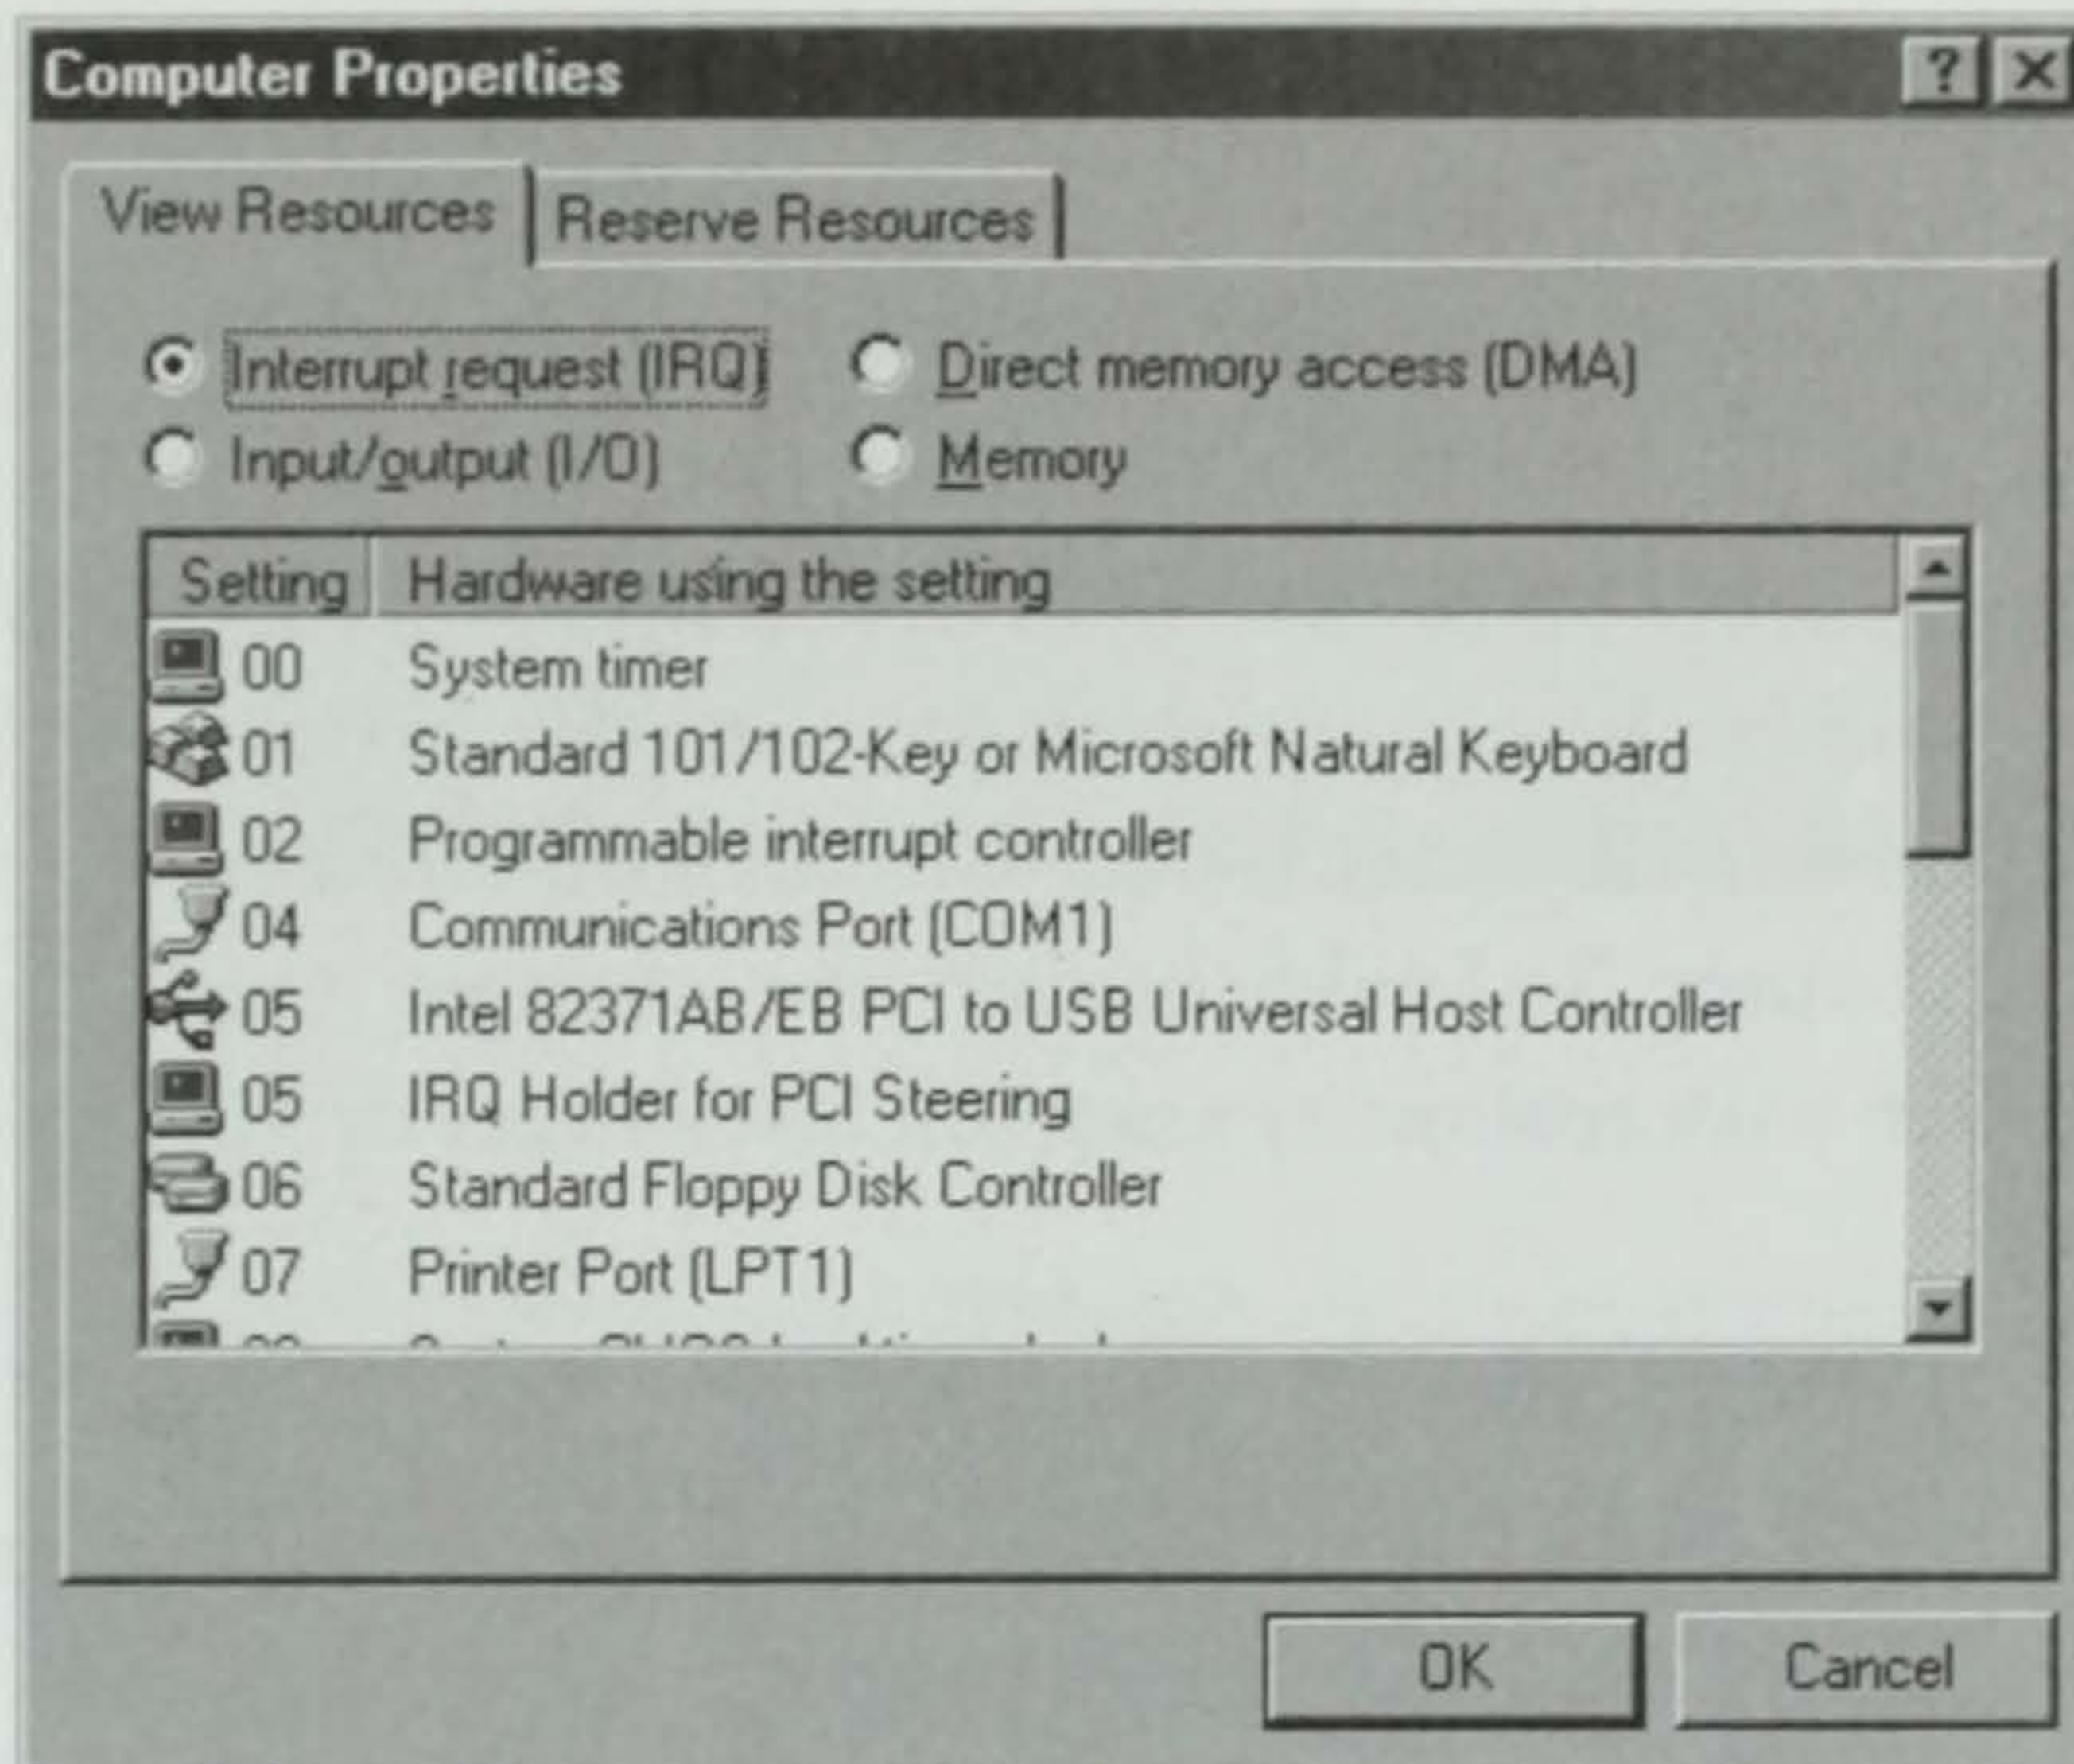 Computer Properties
View Resources Reserve Resources
Interrupt request (IRQ) Direct memory access (DMA)
Input/output (I/O) Memory
Setting Hardware using the setting
00 System timer
01 Standard 101/102-Key or Microsoft Natural Keyboard
02 Programmable interrupt controller
04 Communications Port (COM1)
05 Intel 82371AB/EB PCI to USB Universal Host Controller
05 IRQ Holder for PCI Steering
06 Standard Floppy Disk Controller
07 Printer Port (LPT1)
OK Cancel